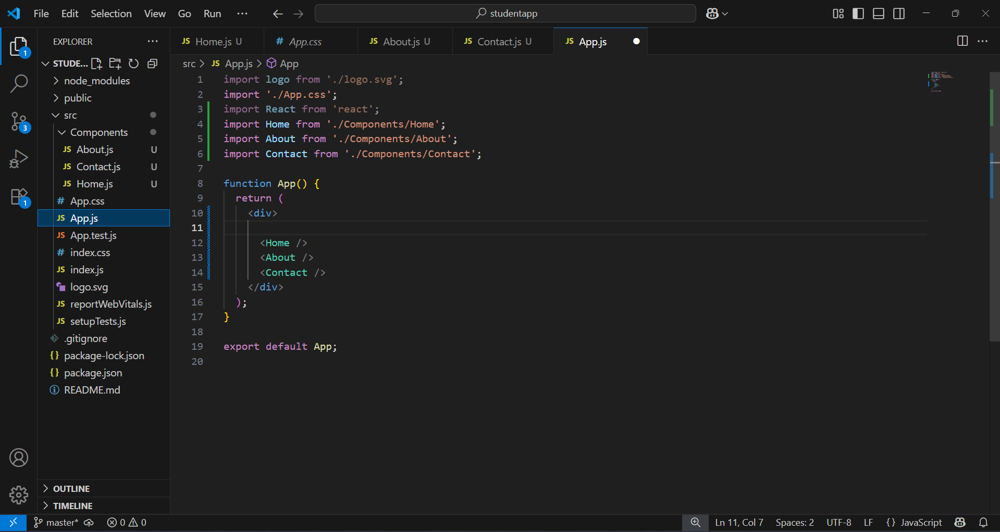 File Edit Selection View Go Run ··· studentapp
EXPLORER ···
STUDE...
node_modules
public
src
Components
JS About.js U
JS Contact.js U
JS Home.js U
# App.css
JS App.js
JS App.test.js
# index.css
JS index.js
logo.svg
JS reportWebVitals.js
JS setupTests.js
.gitignore
{} package-lock.json
{} package.json
README.md
OUTLINE
TIMELINE
1
3
1
JS Home.js U # App.css JS About.js U JS Contact.js U JS App.js ● ···
src > JS App.js > App
1 import logo from './logo.svg';
2 import './App.css';
3 import React from 'react';
4 import Home from './Components/Home';
5 import About from './Components/About';
6 import Contact from './Components/Contact';
7
8 function App() {
9 return (
10 <div>
11
12 <Home />
13 <About />
14 <Contact />
15 </div>
16 );
17 }
18
19 export default App;
20
master* 0 0 Ln 11, Col 7 Spaces: 2 UTF-8 LF {} JavaScript